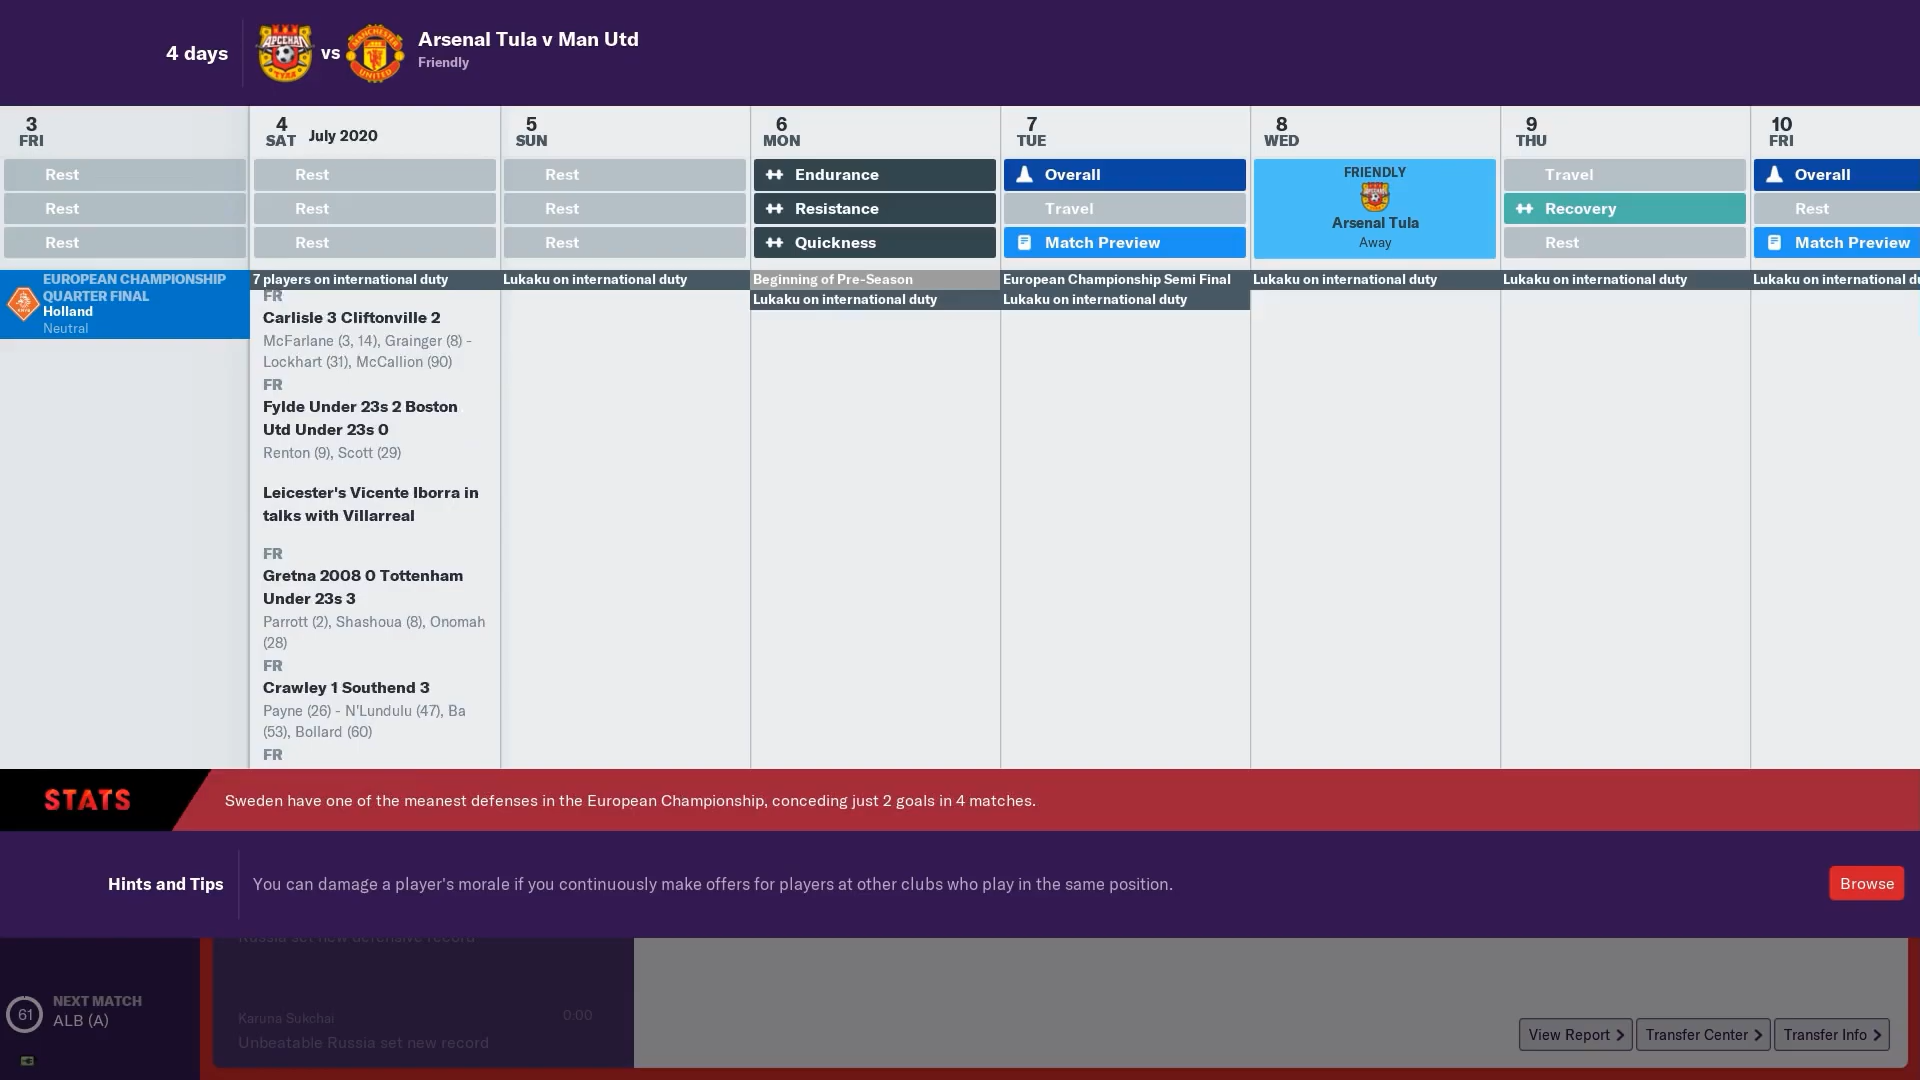 4 days
vs
Arsenal Tula v Man Utd
Friendly
3
FRI
4
SAT
July 2020
5
SUN
6
MON
7
TUE
8
WED
9
THU
10
FRI
Rest
Rest
Rest
Rest
Rest
Rest
Rest
Rest
Rest
Endurance
Resistance
Quickness
Overall
Travel
Match Preview
FRIENDLY
Arsenal Tula
Away
Travel
Recovery
Rest
Overall
Rest
Match Preview
EUROPEAN CHAMPIONSHIP
QUARTER FINAL
Holland
Neutral
7 players on international duty
Lukaku on international duty
Beginning of Pre-Season
Lukaku on international duty
European Championship Semi Final
Lukaku on international duty
Lukaku on international duty
Lukaku on international duty
Lukaku on international d
FR
Carlisle 3 Cliftonville 2
McFarlane (3, 14), Grainger (8) -
Lockhart (31), McCallion (90)
FR
Fylde Under 23s 2 Boston
Utd Under 23s 0
Renton (9), Scott (29)
Leicester's Vicente Iborra in
talks with Villarreal
FR
Gretna 2008 0 Tottenham
Under 23s 3
Parrott (2), Shashoua (8), Onomah
(28)
FR
Crawley 1 Southend 3
Payne (26) - N'Lundulu (47), Ba
(53), Bollard (60)
FR
STATS
Sweden have one of the meanest defenses in the European Championship, conceding just 2 goals in 4 matches.
Hints and Tips
You can damage a player's morale if you continuously make offers for players at other clubs who play in the same position.
Browse
Russia set new defensive record
61
NEXT MATCH
ALB (A)
Karuna Sukchai
0:00
Unbeatable Russia set new record
View Report
Transfer Center
Transfer Info